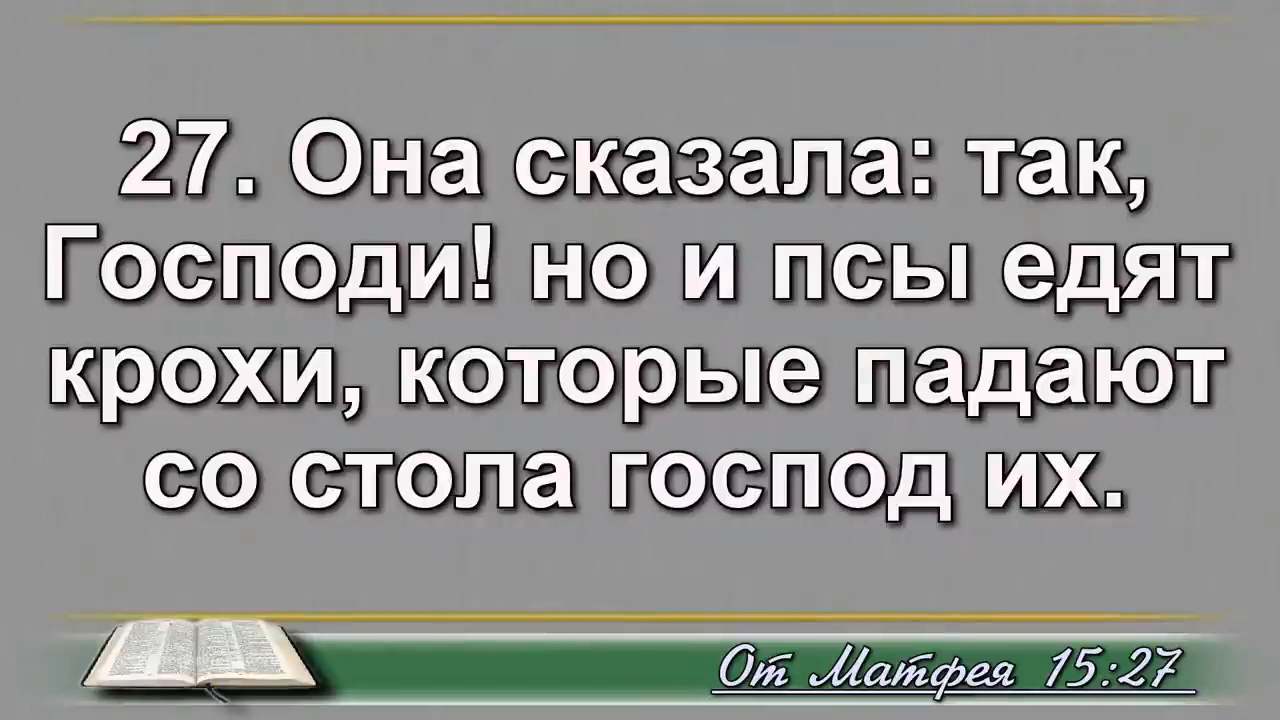 27. Она сказала: так,
Господи! но и псы едят
крохи, которые падают
со стола господ их.
От Матфея 15:27